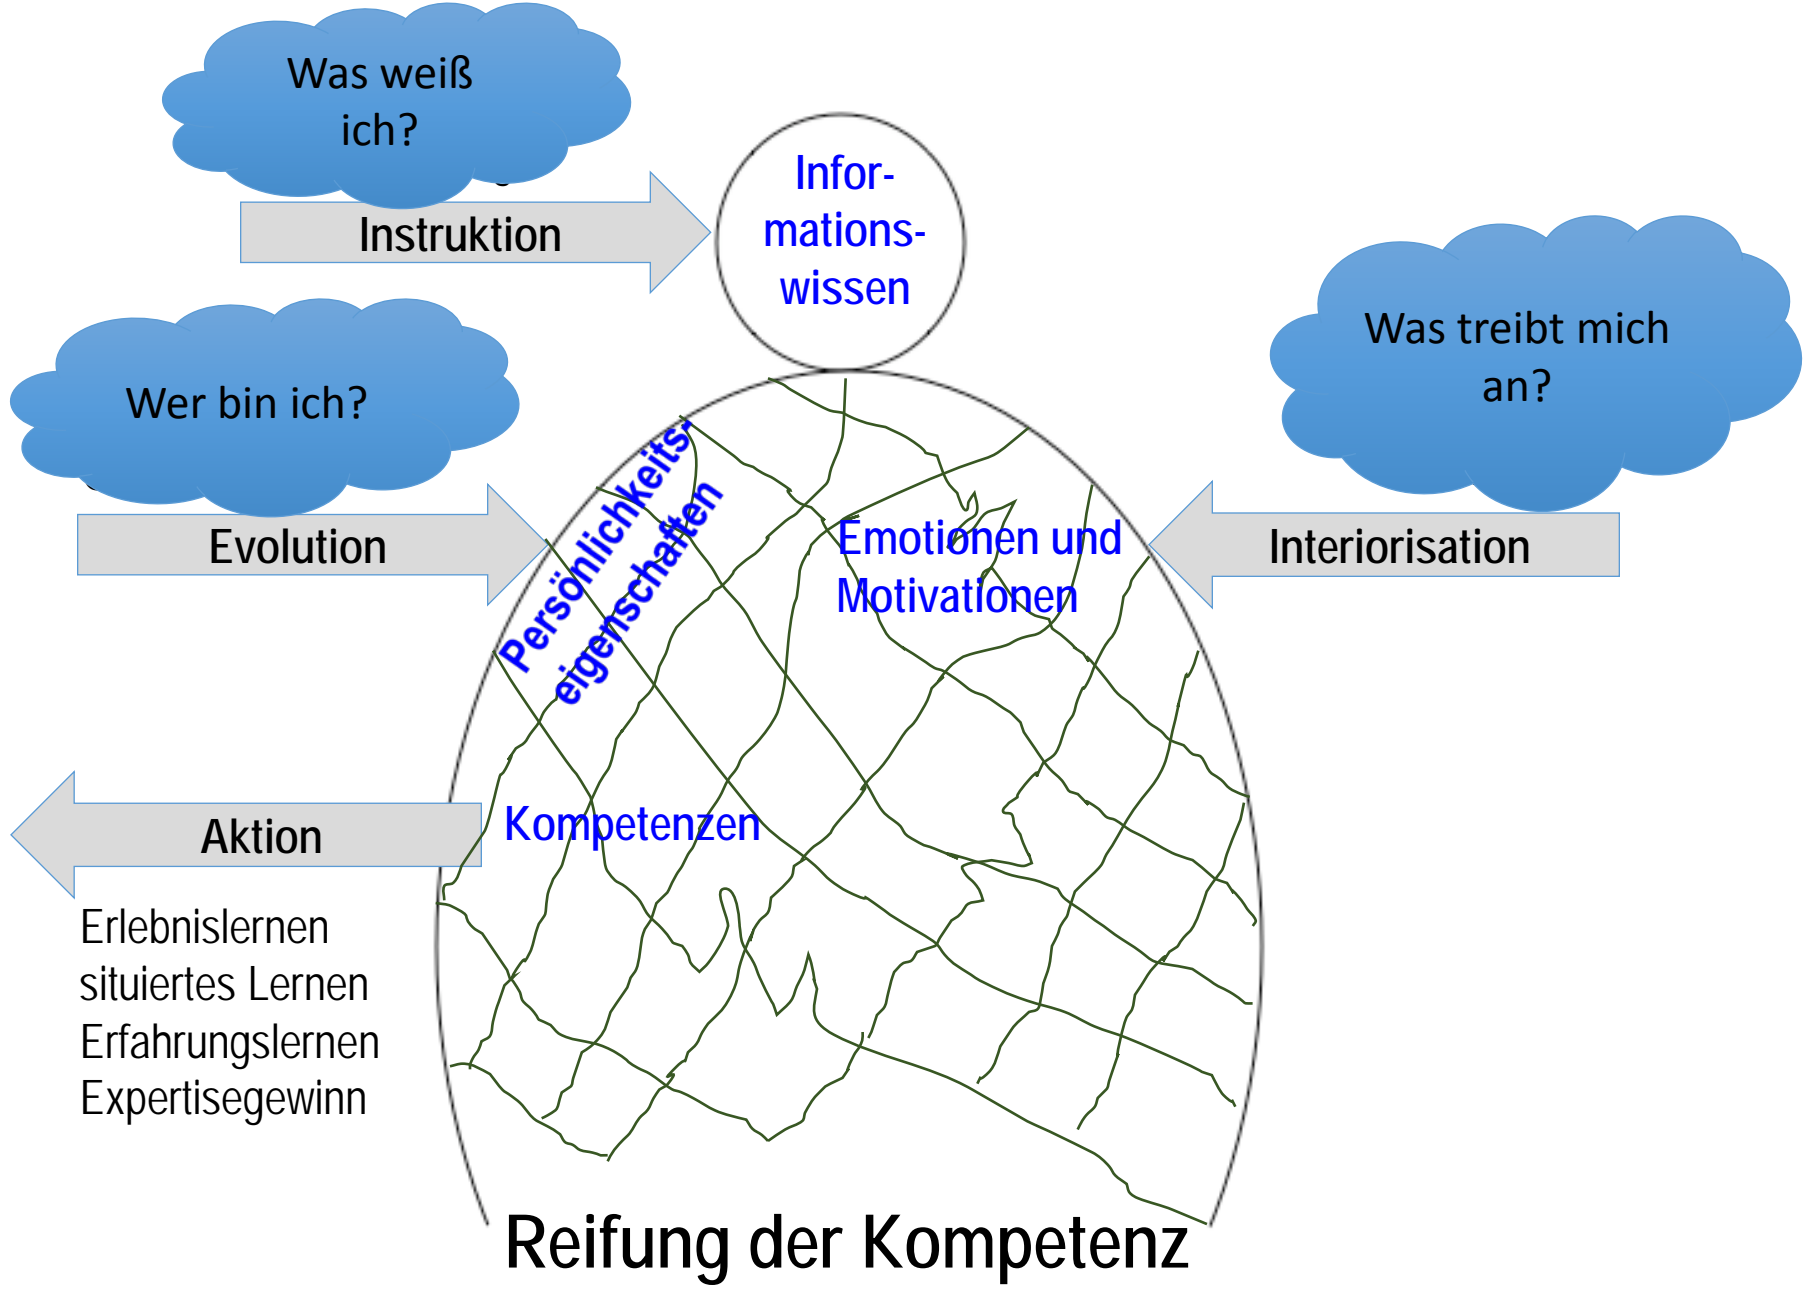 Was weiß
ich?
Instruktion
Infor-
mations-
wissen
Wer bin ich?
Was treibt mich
an?
Evolution
Persönlichkeits-
eigenschaften
Emotionen und
Motivationen
Interiorisation
Aktion
Kompetenzen
Erlebnislernen
situiertes Lernen
Erfahrungslernen
Expertisegewinn
Reifung der Kompetenz